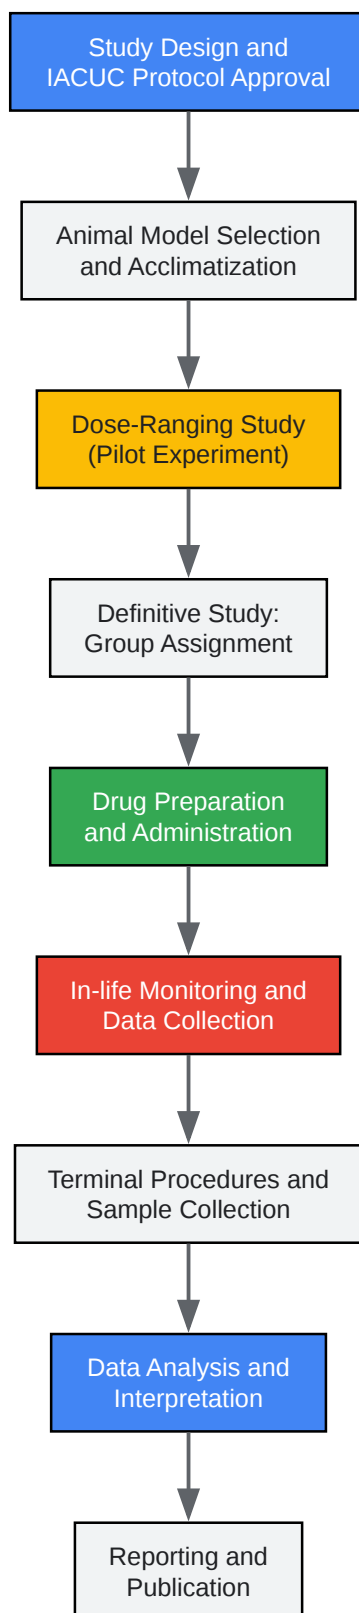 Study Design and
IACUC Protocol Approval
Animal Model Selection
and Acclimatization
Dose-Ranging Study
(Pilot Experiment)
Definitive Study:
Group Assignment
Drug Preparation
and Administration
In-life Monitoring and
Data Collection
Terminal Procedures and
Sample Collection
Data Analysis and
Interpretation
Reporting and
Publication